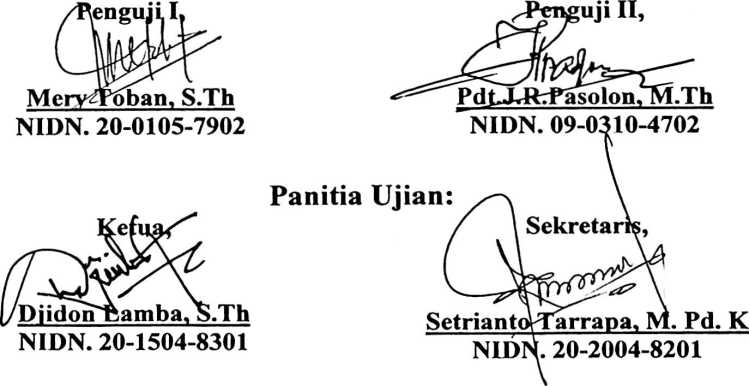 Penguji I,
Penguji II,
Mery Toban, S.Th
Pdt.J.R.Pasolon, M.Th
NIDN. 20-0105-7902
NIDN. 09-0310-4702
Panitia Ujian:
Ketua,
Sekretaris,
Djidon Lamba, S.Th
Setrianto Tarrapa, M. Pd. K
NIDN. 20-1504-8301
NIDN. 20-2004-8201